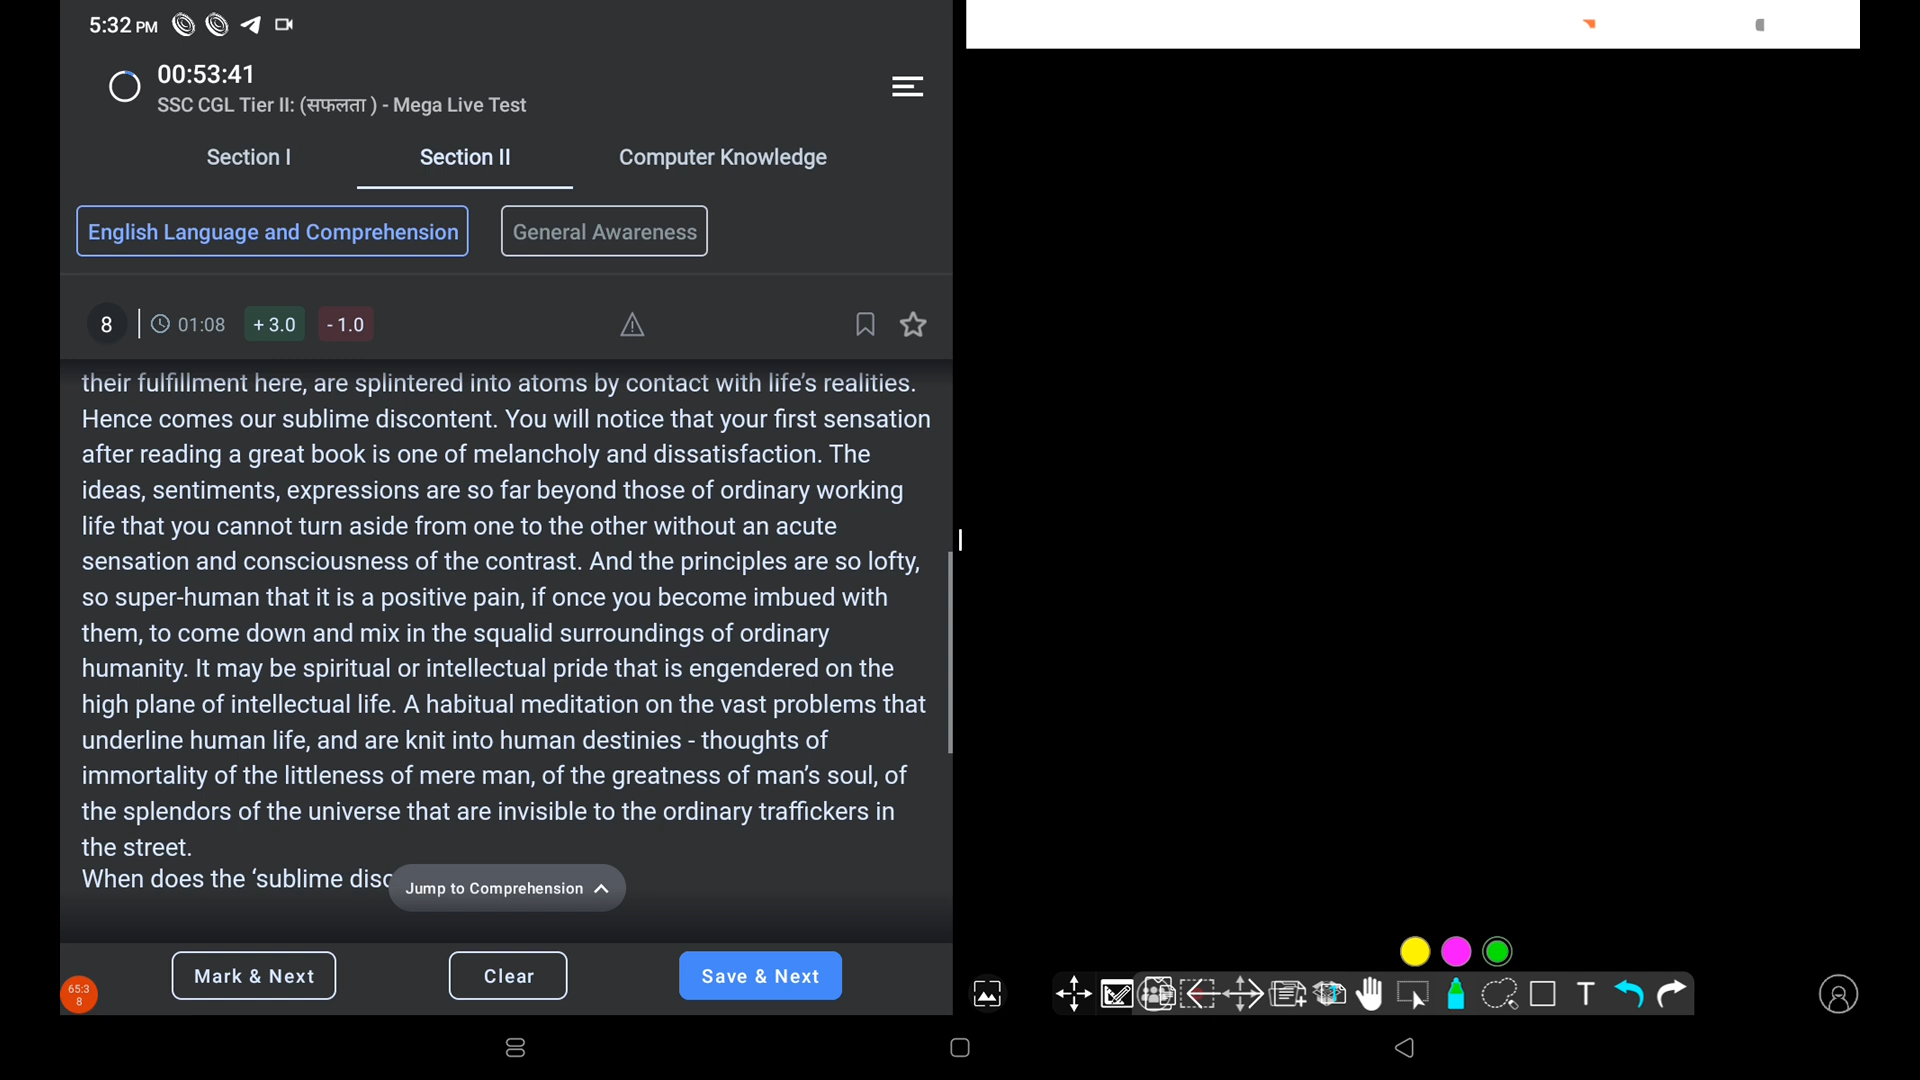 5:32 PM
00:53:41
SSC CGL Tier II: (सफलता ) - Mega Live Test
Section I
Section II
Computer Knowledge
English Language and Comprehension
General Awareness
8
01:08
+ 3.0
- 1.0
their fulfillment here, are splintered into atoms by contact with life's realities.
Hence comes our sublime discontent. You will notice that your first sensation
after reading a great book is one of melancholy and dissatisfaction. The
ideas, sentiments, expressions are so far beyond those of ordinary working
life that you cannot turn aside from one to the other without an acute
sensation and consciousness of the contrast. And the principles are so lofty,
so super-human that it is a positive pain, if once you become imbued with
them, to come down and mix in the squalid surroundings of ordinary
humanity. It may be spiritual or intellectual pride that is engendered on the
high plane of intellectual life. A habitual meditation on the vast problems that
underline human life, and are knit into human destinies - thoughts of
immortality of the littleness of mere man, of the greatness of man's soul, of
the splendors of the universe that are invisible to the ordinary traffickers in
the street.
When does the ‘sublime disc
Jump to Comprehension
Mark & Next
Clear
Save & Next
65:3
8
T